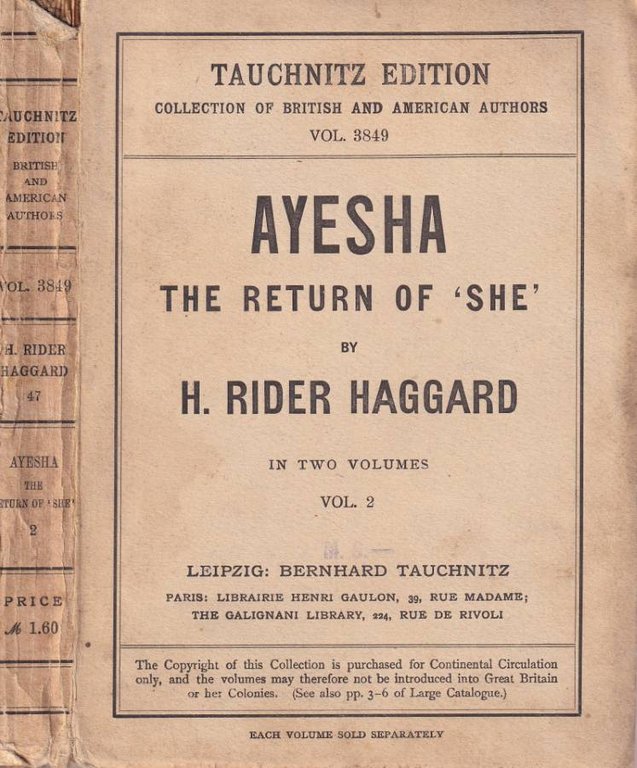 TAUCHNITZ
EDITION
BRITISH
AND
AMERICAN
AUTHORS
VOL. 3849
H. RIDER
HAGGARD
47
AYESHA
THE
RETURN OF 'SHE'
2
PRICE
ℳ 1.60
TAUCHNITZ EDITION
COLLECTION OF BRITISH AND AMERICAN AUTHORS
VOL. 3849
AYESHA
THE RETURN OF 'SHE'
BY
H. RIDER HAGGARD
IN TWO VOLUMES
VOL. 2
LEIPZIG: BERNHARD TAUCHNITZ
PARIS: LIBRAIRIE HENRI GAULON, 39, RUE MADAME;
THE GALIGNANI LIBRARY, 224, RUE DE RIVOLI
The Copyright of this Collection is purchased for Continental Circulation
only, and the volumes may therefore not be introduced into Great Britain
or her Colonies. (See also pp. 3-6 of Large Catalogue.)
EACH VOLUME SOLD SEPARATELY